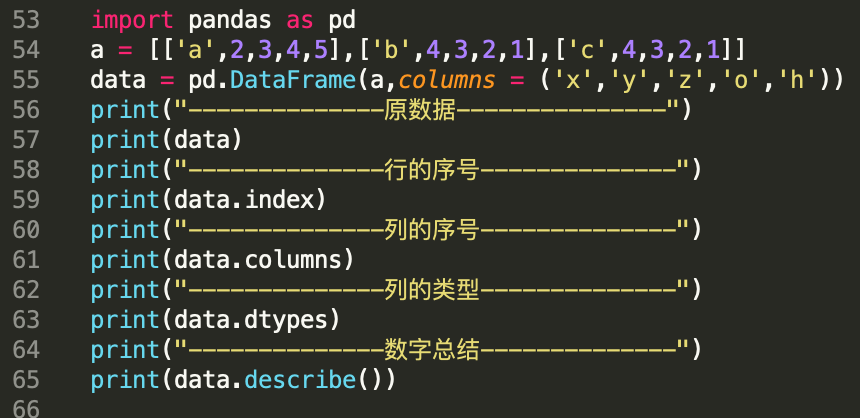 53 import pandas as pd
54 a = [['a',2,3,4,5],['b',4,3,2,1],['c',4,3,2,1]]
55 data = pd.DataFrame(a,columns = ('x','y','z','o','h'))
56 print("--------------原数据---------------")
57 print(data)
58 print("--------------行的序号--------------")
59 print(data.index)
60 print("--------------列的序号--------------")
61 print(data.columns)
62 print("--------------列的类型--------------")
63 print(data.dtypes)
64 print("--------------数字总结--------------")
65 print(data.describe())
66